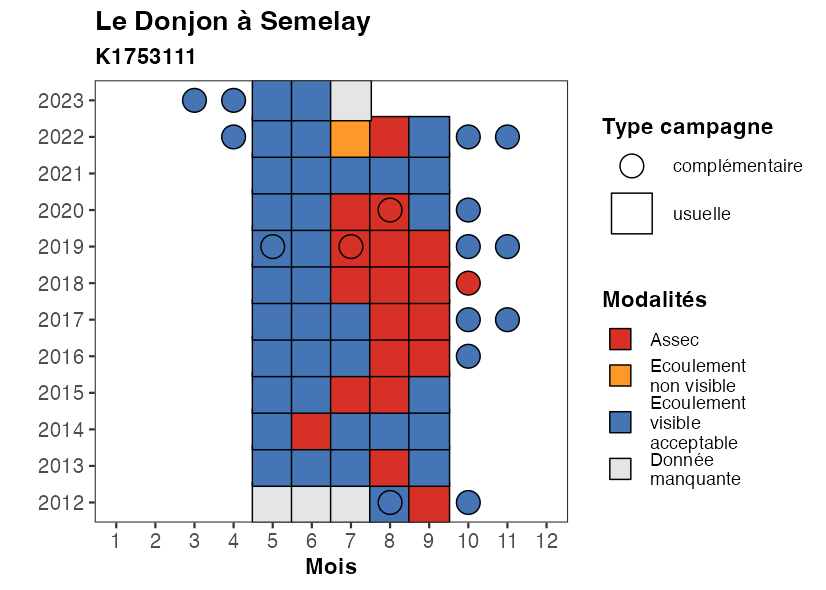 Le Donjon à Semelay
K1753111
2023
2022
2021
2020
2019
2018
2017
2016
2015
2014
2013
2012
1 2 3 4 5 6 7 8 9 10 11 12
Mois
Type campagne
complémentaire
usuelle
Modalités
Assec
Ecoulement
non visible
Ecoulement
visible
acceptable
Donnée
manquante